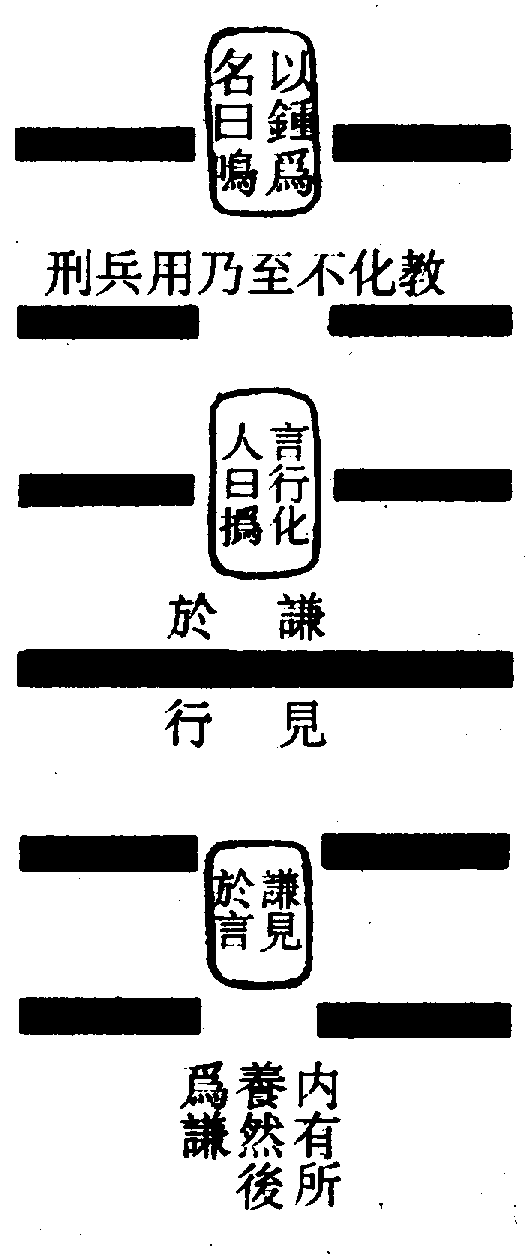 以鍾爲
名曰鳴
教化不至乃用兵刑
言行化
人曰撝
謙於
見行
謙見
於言
内有所
養然後
爲謙